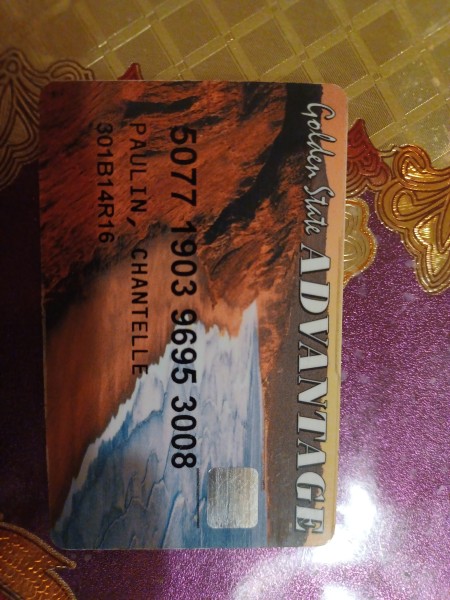 Golden State ADVANTAGE
5077 1903 9695 3008
PAULIN, CHANTELLE
301B14R16